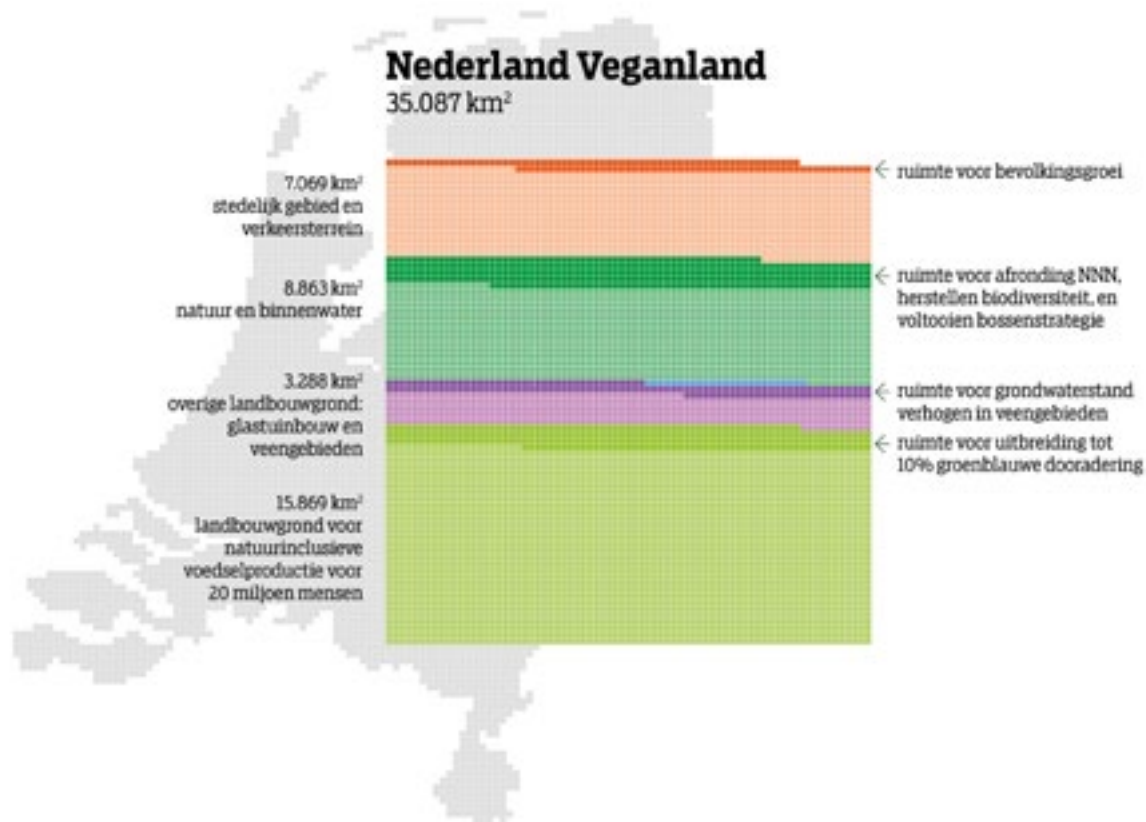 Nederland Veganland
35.087 km²
7.069 km²
stedelijk gebied en
verkeersterrein
8.863 km²
natuur en binnenwater
3.288 km²
overige landbouwgrond:
glastuinbouw en
veengebieden
15.869 km²
landbouwgrond voor
natuurinclusieve
voedselproductie voor
20 miljoen mensen
ruimte voor bevolkingsgroei
ruimte voor afronding NNN,
herstellen biodiversiteit, en
voltooien bossenstrategie
ruimte voor grondwaterstand
verhogen in veengebieden
ruimte voor uitbreiding tot
10% groenblauwe dooradering